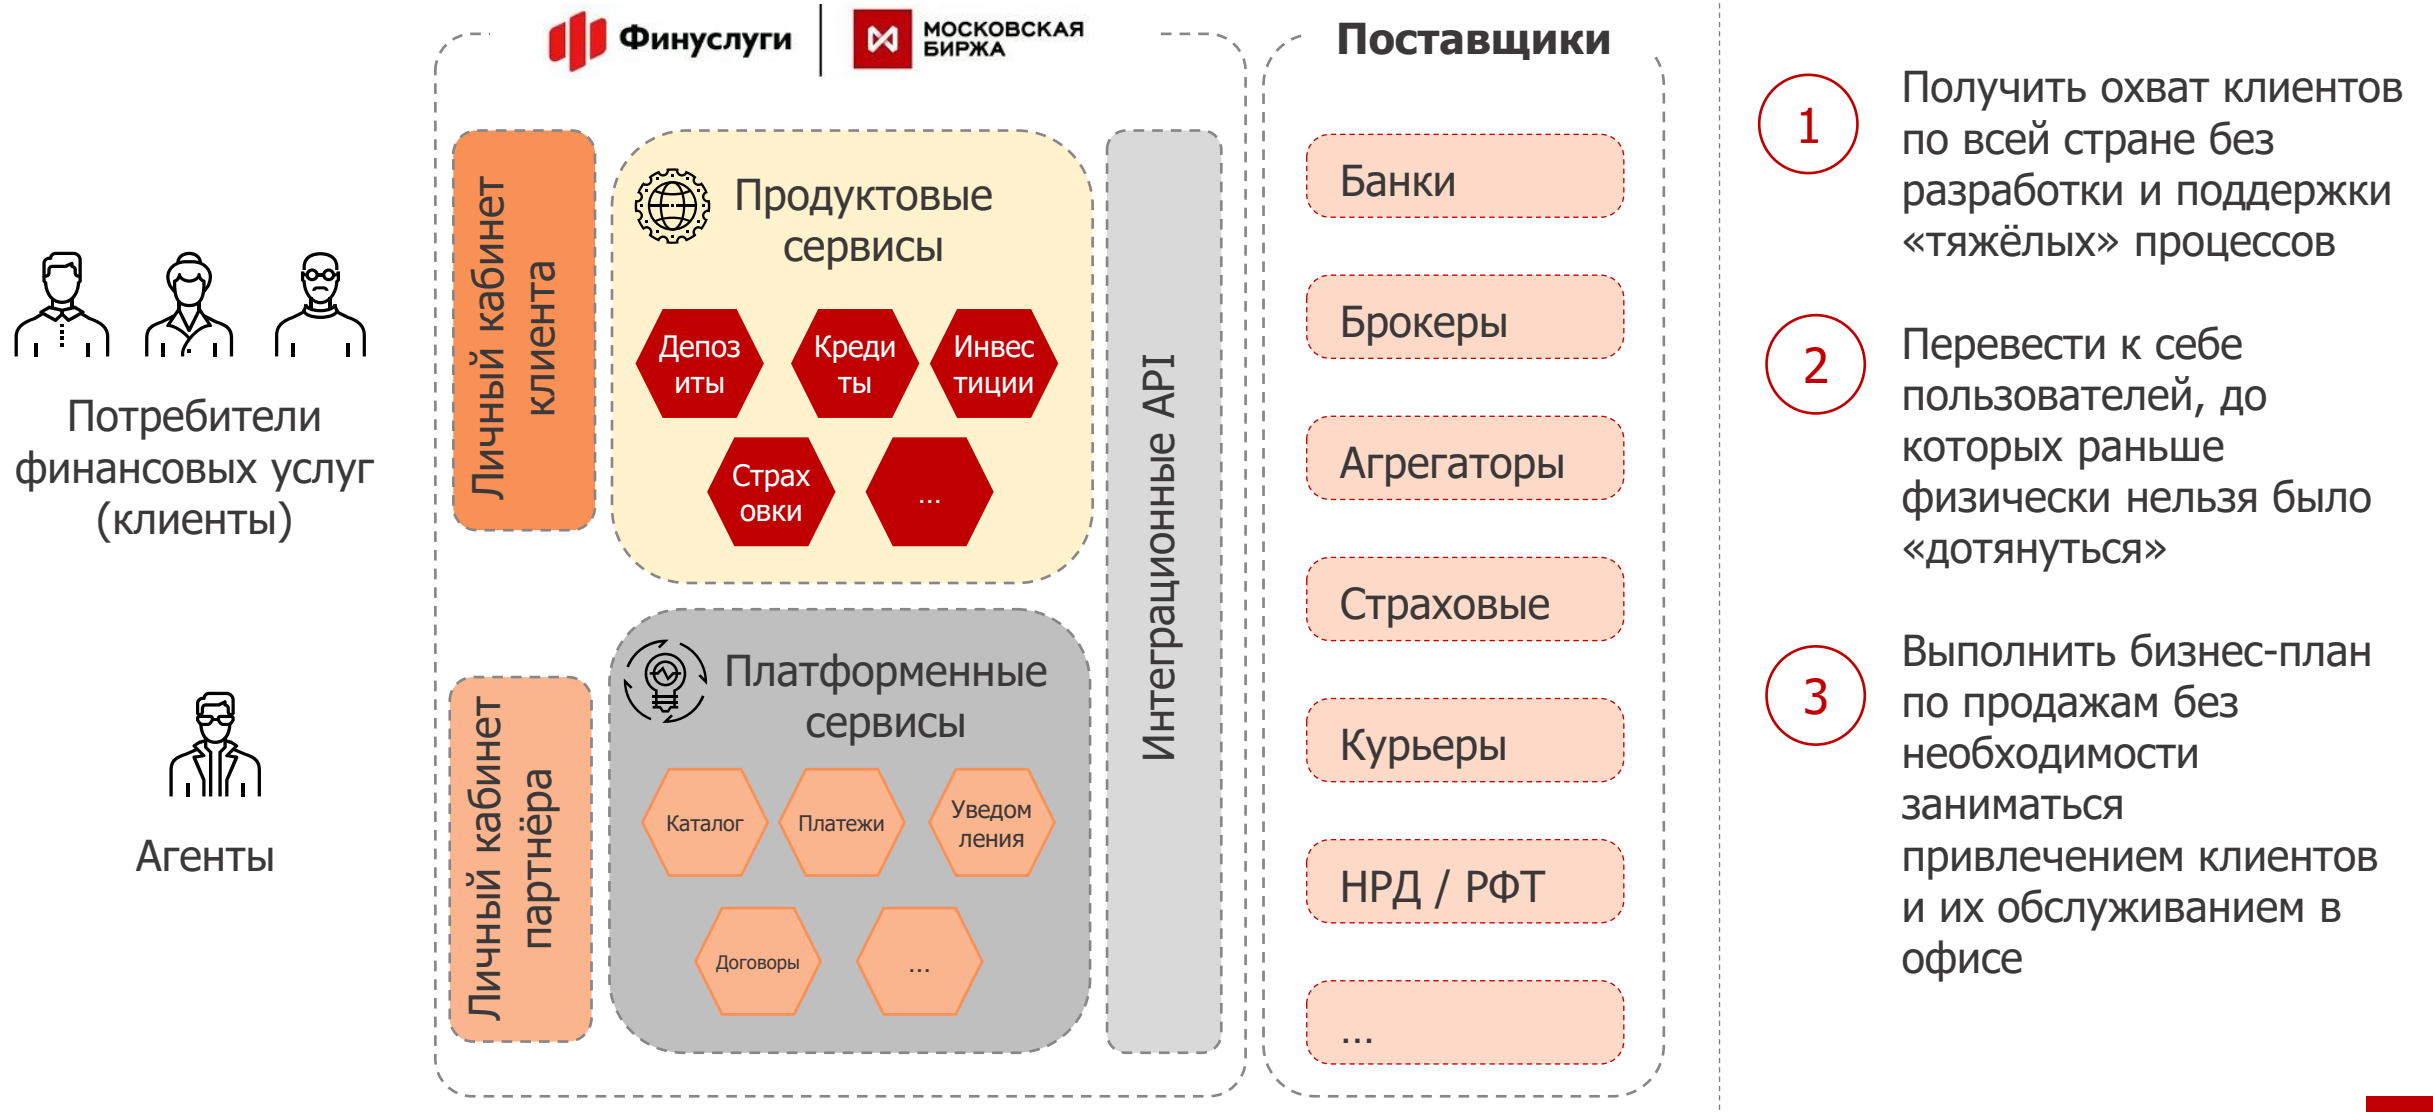 Финуслуги
МОСКОВСКАЯ
БИРЖА
Поставщики
Потребители
финансовых услуг
(клиенты)
Агенты
Личный кабинет
клиента
Личный кабинет
партнёра
Продуктовые
сервисы
Депоз
иты
Креди
ты
Инвес
тиции
Страх
овки
...
Платформенные
сервисы
Каталог
Платежи
Уведом
ления
Договоры
...
Интеграционные API
Банки
Брокеры
Агрегаторы
Страховые
Курьеры
НРД / РФТ
...
1
Получить охват клиентов
по всей стране без
разработки и поддержки
«тяжёлых» процессов
2
Перевести к себе
пользователей, до
которых раньше
физически нельзя было
«дотянуться»
3
Выполнить бизнес-план
по продажам без
необходимости
заниматься
привлечением клиентов
и их обслуживанием в
офисе